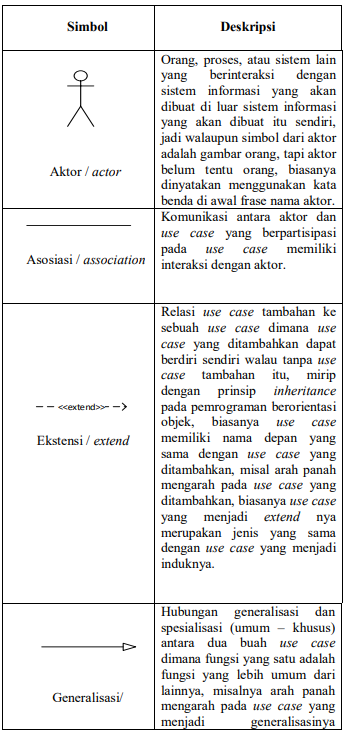 Simbol
Deskripsi
Aktor / actor
Orang, proses, atau sistem lain
yang berinteraksi dengan
sistem informasi yang akan
dibuat di luar sistem informasi
yang akan dibuat itu sendiri,
jadi walaupun simbol dari aktor
adalah gambar orang, tapi aktor
belum tentu orang, biasanya
dinyatakan menggunakan kata
benda di awal frase nama aktor.
Asosiasi / association
Komunikasi antara aktor dan
use case yang berpartisipasi
pada use case memiliki
interaksi dengan aktor.
<<extend>>
Ekstensi / extend
Relasi use case tambahan ke
sebuah use case dimana use
case yang ditambahkan dapat
berdiri sendiri walau tanpa use
case tambahan itu, mirip
dengan prinsip inheritance
pada pemrograman berorientasi
objek, biasanya use case
memiliki nama depan yang
sama dengan use case yang
ditambahkan, misal arah panah
mengarah pada use case yang
ditambahkan, biasanya use case
yang menjadi extend nya
merupakan jenis yang sama
dengan use case yang menjadi
induknya.
Generalisasi/
Hubungan generalisasi dan
spesialisasi (umum – khusus)
antara dua buah use case
dimana fungsi yang satu adalah
fungsi yang lebih umum dari
lainnya, misalnya arah panah
mengarah pada use case yang
menjadi generalisasinya